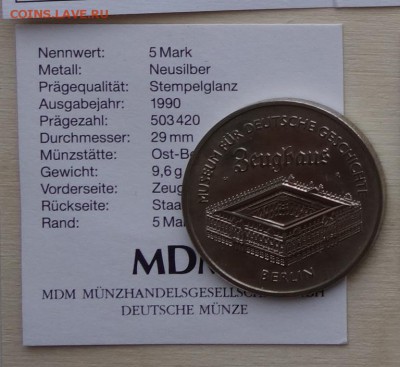 COINS.LAVE.RU
Nennwert: 5 Mark
Metall: Neusilber
Prägequalität: Stempelglanz
Ausgabejahr: 1990
Prägezahl: 503 420
Durchmesser: 29 mm
Münzstätte: Ost-Be
Gewicht: 9,6 g
Vorderseite: Zeug
Rückseite: Staa
Rand: 5 Ma
MDM
MDM MÜNZHANDELSGESELLSCHA BH
DEUTSCHE MÜNZE
MUSEUM FÜR DEUTSCHE GESCHICHTE
Zeughaus
BERLIN